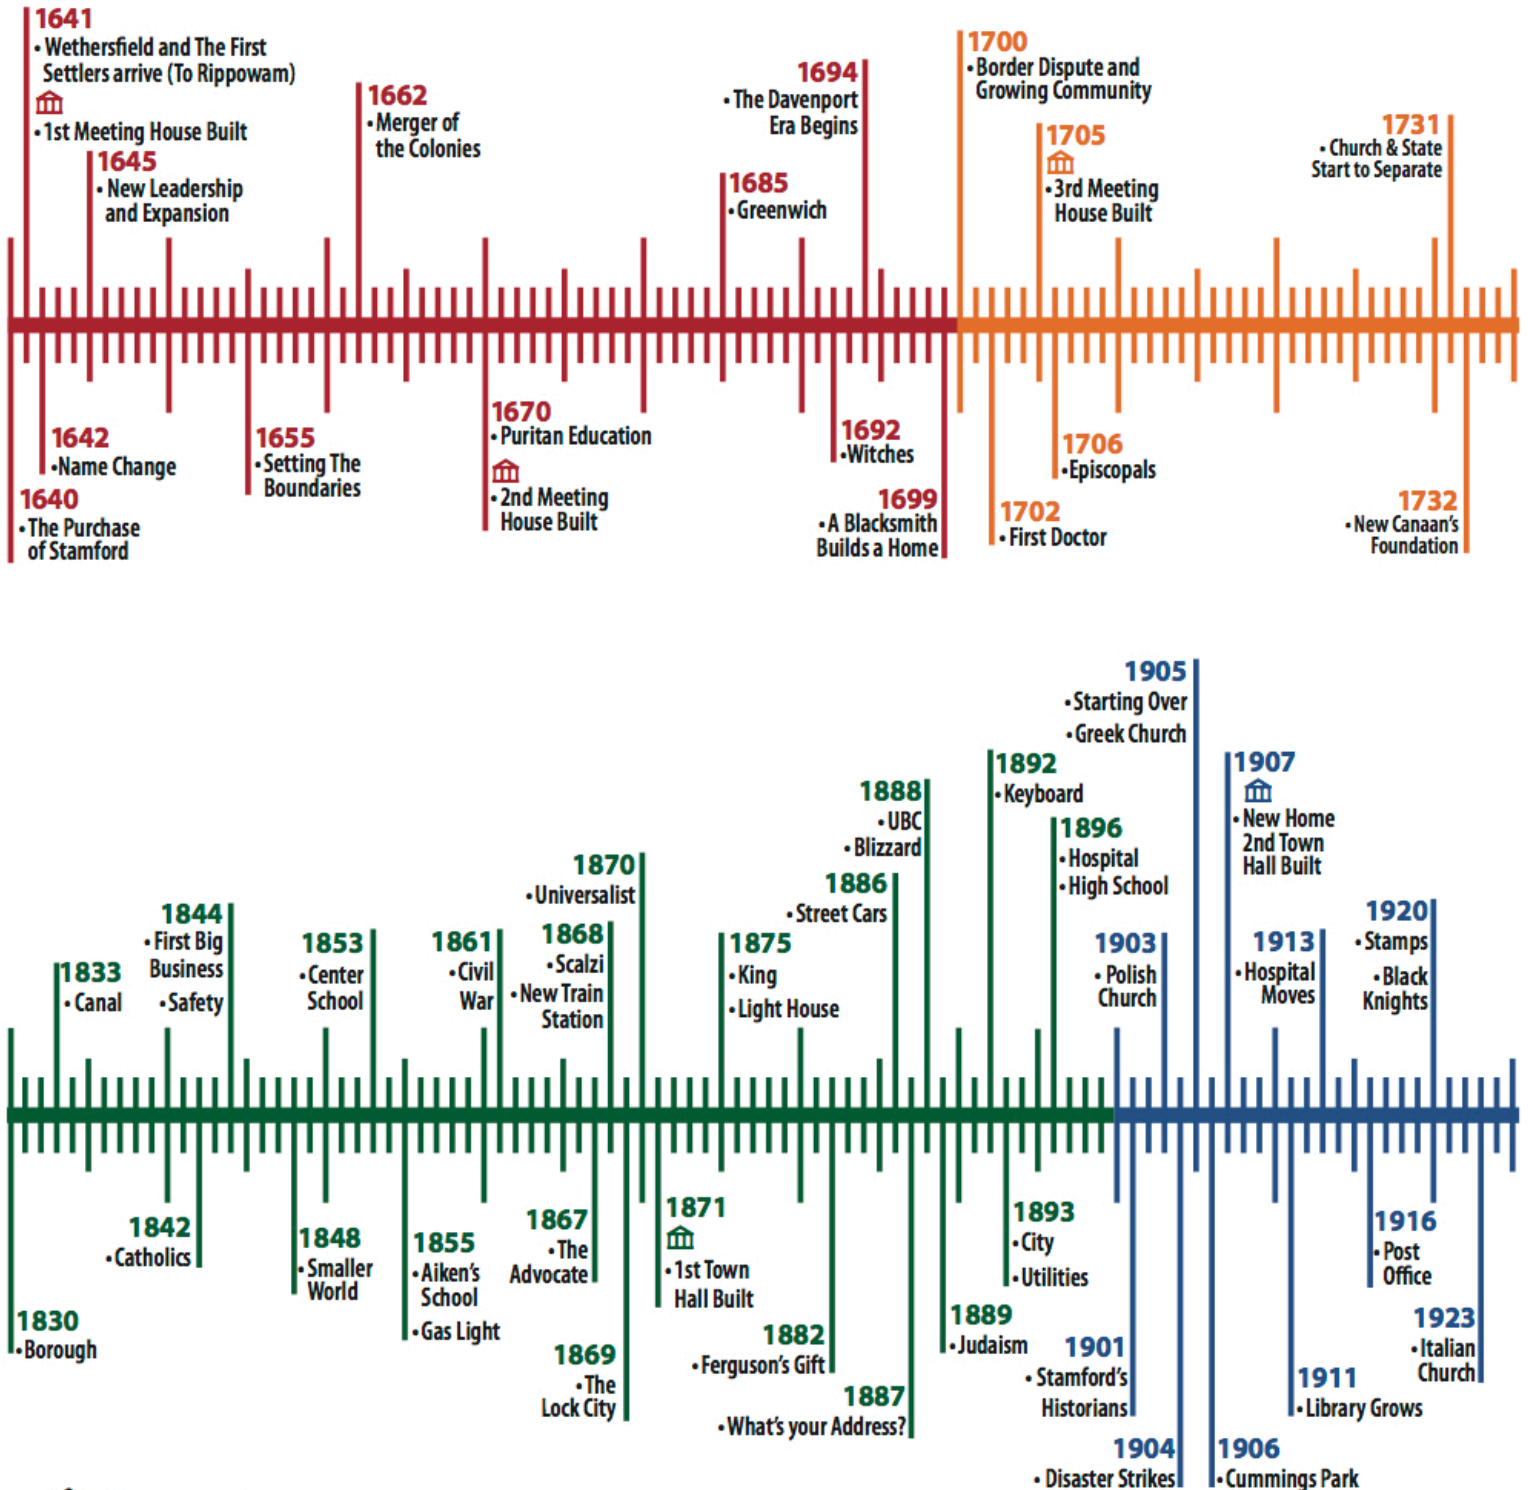 1641
• Wethersfield and The First
Settlers arrive (To Rippowam)
• 1st Meeting House Built
1645
• New Leadership
and Expansion
1662
• Merger of
the Colonies
1685
• Greenwich
1694
• The Davenport
Era Begins
1700
• Border Dispute and
Growing Community
1705
• 3rd Meeting
House Built
1731
• Church & State
Start to Separate
1640
• The Purchase
of Stamford
1642
• Name Change
1655
• Setting The
Boundaries
1670
• Puritan Education
• 2nd Meeting
House Built
1692
• Witches
1699
• A Blacksmith
Builds a Home
1702
• First Doctor
1706
• Episcopals
1732
• New Canaan's
Foundation
1833
• Canal
1844
• First Big
Business
• Safety
1853
• Center
School
1861
• Civil
War
1868
• Scalzi
• New Train
Station
1870
• Universalist
1875
• King
• Light House
1886
• Street Cars
1888
• UBC
• Blizzard
1892
• Keyboard
1896
• Hospital
• High School
1903
• Polish
Church
1905
• Starting Over
• Greek Church
1907
• New Home
2nd Town
Hall Built
1913
• Hospital
Moves
1920
• Stamps
• Black
Knights
1830
• Borough
1842
• Catholics
1848
• Smaller
World
1855
• Aiken's
School
• Gas Light
1867
• The
Advocate
1869
• The
Lock City
1871
• 1st Town
Hall Built
1882
• Ferguson's Gift
1887
• What's your Address?
1889
• Judaism
1893
• City
• Utilities
1901
• Stamford's
Historians
1904
• Disaster Strikes
1906
• Cummings Park
1911
• Library Grows
1916
• Post
Office
1923
• Italian
Church